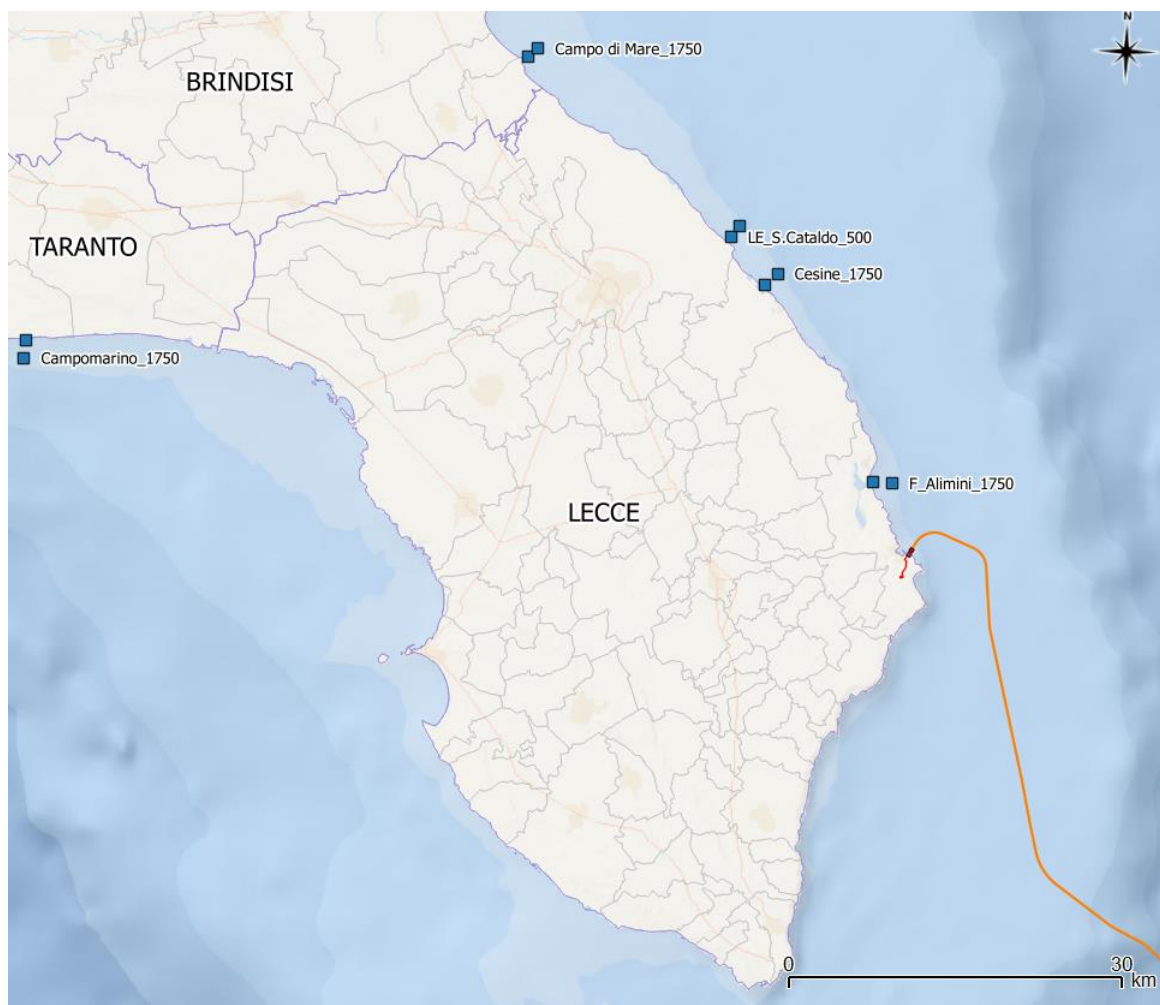 N
Campo di Mare_1750
BRINDISI
TARANTO
LE_S.Cataldo_500
Cesine_1750
Campomarino_1750
F_Alimini_1750
LECCE
0
30
km